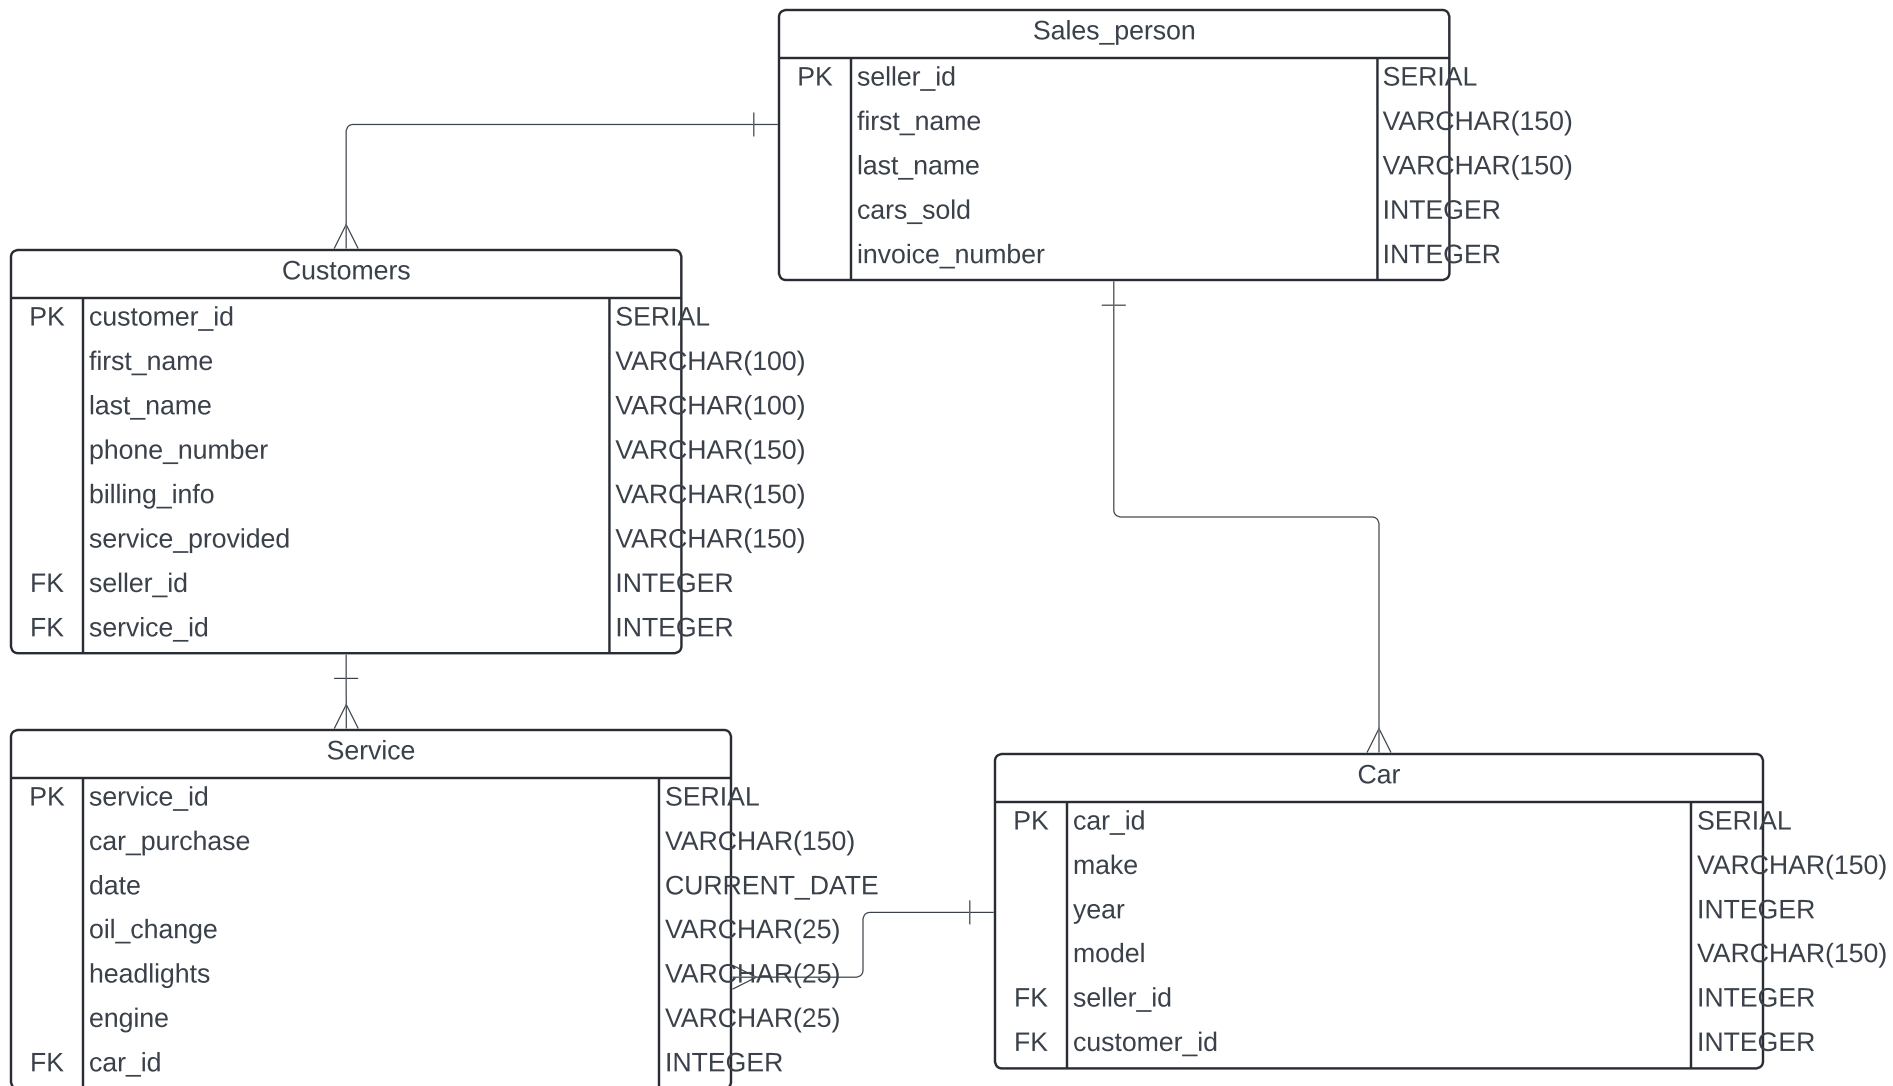 Sales_person
PK seller_id SERIAL
first_name VARCHAR(150)
last_name VARCHAR(150)
cars_sold INTEGER
invoice_number INTEGER
Customers
PK customer_id SERIAL
first_name VARCHAR(100)
last_name VARCHAR(100)
phone_number VARCHAR(150)
billing_info VARCHAR(150)
service_provided VARCHAR(150)
FK seller_id INTEGER
FK service_id INTEGER
Service
PK service_id SERIAL
car_purchase VARCHAR(150)
date CURRENT_DATE
oil_change VARCHAR(25)
headlights VARCHAR(25)
engine VARCHAR(25)
FK car_id INTEGER
Car
PK car_id SERIAL
make VARCHAR(150)
year INTEGER
model VARCHAR(150)
FK seller_id INTEGER
FK customer_id INTEGER